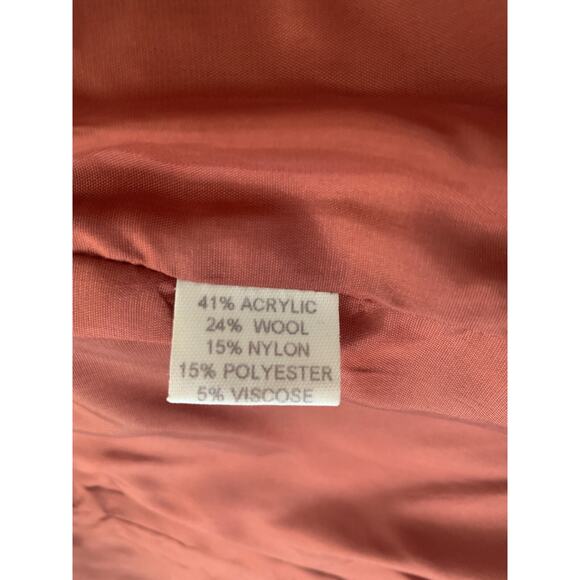 41% ACRYLIC
24% WOOL
15% NYLON
15% POLYESTER
5% VISCOSE